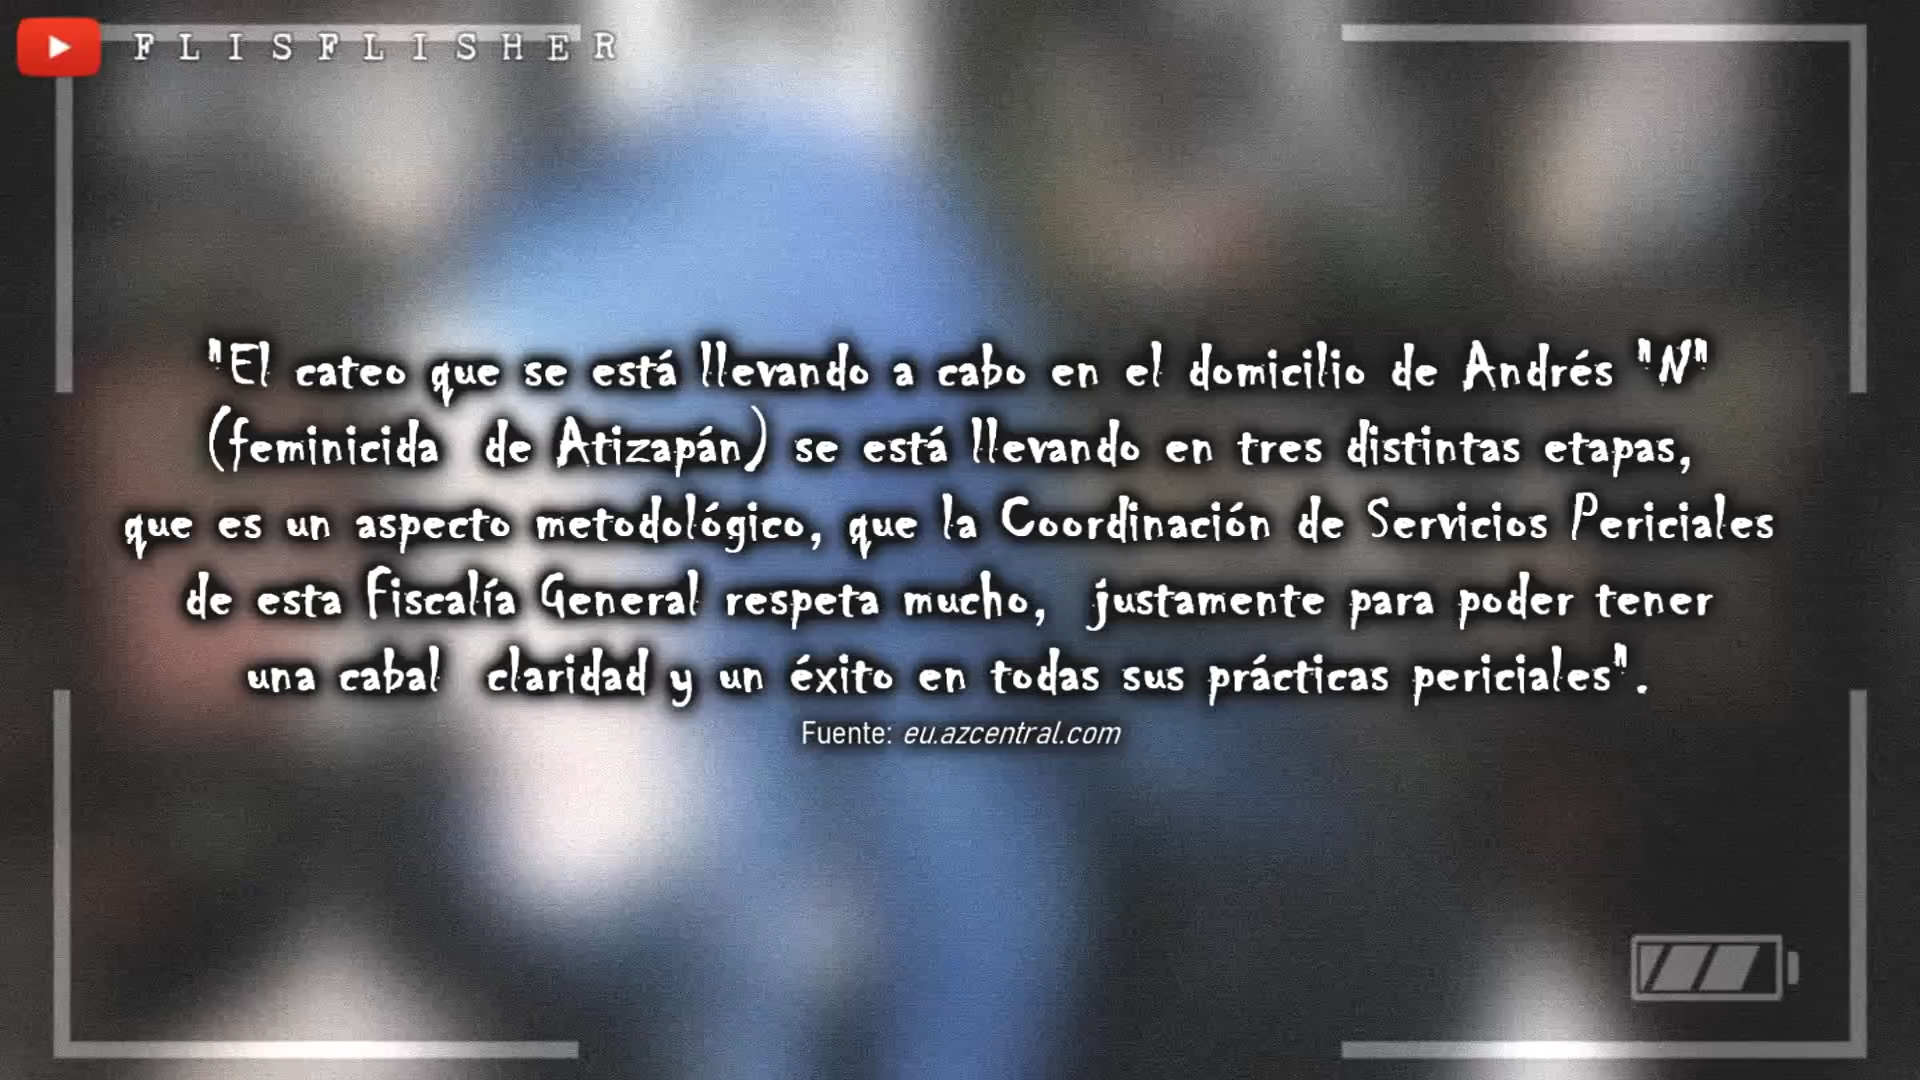 FLISFLISHER
"El cateo que se está llevando a cabo en el domicilio de Andrés "N"
(feminicida de Atizapán) se está llevando en tres distintas etapas,
que es un aspecto metodológico, que la Coordinación de Servicios Periciales
de esta Fiscalía General respeta mucho, justamente para poder tener
una cabal claridad y un éxito en todas sus prácticas periciales".
Fuente: eu.azcentral.com